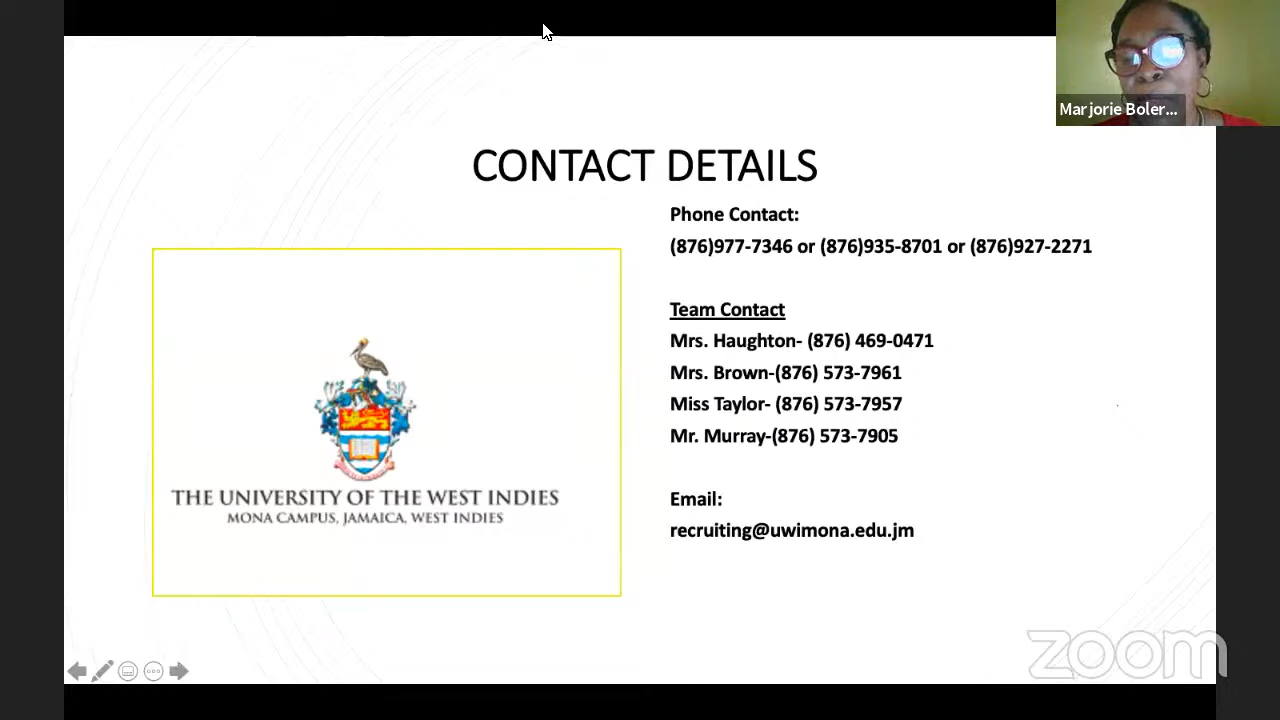 Marjorie Boler...
CONTACT DETAILS
Phone Contact:
(876)977-7346 or (876)935-8701 or (876)927-2271
Team Contact
Mrs. Haughton- (876) 469-0471
Mrs. Brown-(876) 573-7961
Miss Taylor- (876) 573-7957
Mr. Murray-(876) 573-7905
Email:
recruiting@uwimona.edu.jm
THE UNIVERSITY OF THE WEST INDIES
MONA CAMPUS, JAMAICA, WEST INDIES
zoom